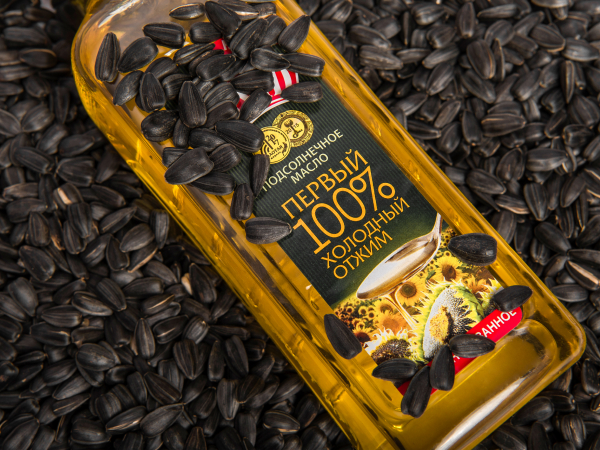 ПОДСОЛНЕЧНОЕ
МАСЛО
ПЕРВЫЙ
100%
ХОЛОДНЫЙ
ОТЖИМ